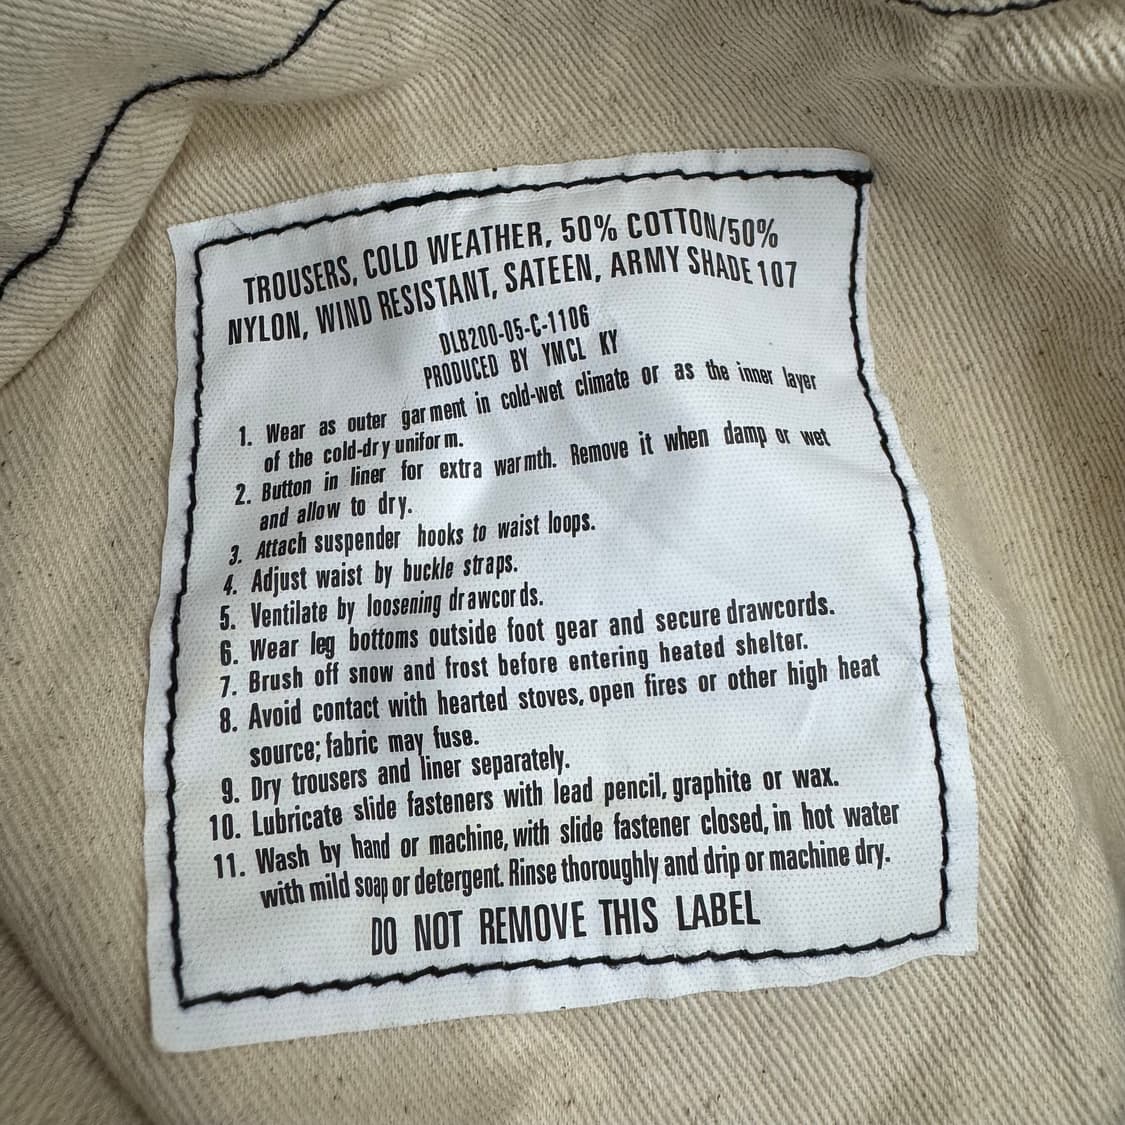 TROUSERS, COLD WEATHER, 50% COTTON/50%
NYLON, WIND RESISTANT, SATEEN, ARMY SHADE 107
DLB200-05-C-1106
PRODUCED BY YMCL KY
1. Wear as outer garment in cold-wet climate or as the inner layer
of the cold-dry uniform.
2. Button in liner for extra warmth. Remove it when damp or wet
and allow to dry.
3. Attach suspender hooks to waist loops.
4. Adjust waist by buckle straps.
5. Ventilate by loosening drawcords.
6. Wear leg bottoms outside foot gear and secure drawcords.
7. Brush off snow and frost before entering heated shelter.
8. Avoid contact with hearted stoves, open fires or other high heat
source; fabric may fuse.
9. Dry trousers and liner separately.
10. Lubricate slide fasteners with lead pencil, graphite or wax.
11. Wash by hand or machine, with slide fastener closed, in hot water
with mild soap or detergent. Rinse thoroughly and drip or machine dry.
DO NOT REMOVE THIS LABEL